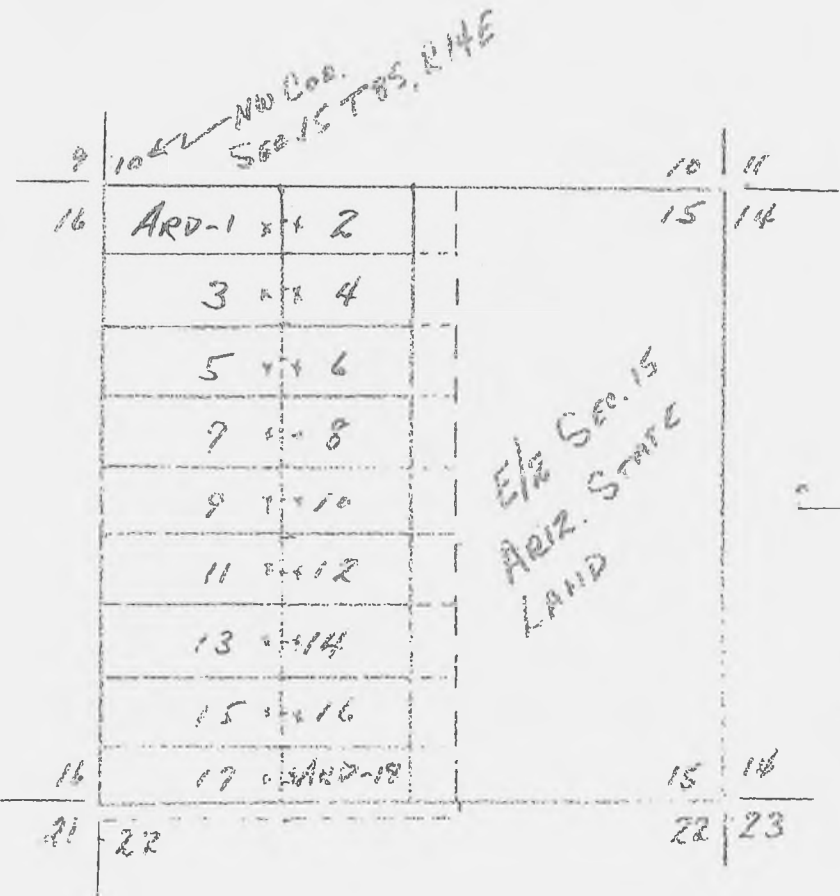 NW COR.
SEC 15 T8S, R14E
9 10 10 11
16 ARD-1 x x 2 15 14
3 x x 4
5 x x 6
7 x x 8
9 x x 10
11 x x 12
13 x x 14
15 x x 16
16 17 x x ARD-18 15 14
21 22 22 23
E/2 SEC. 15
ARIZ. STATE
LAND